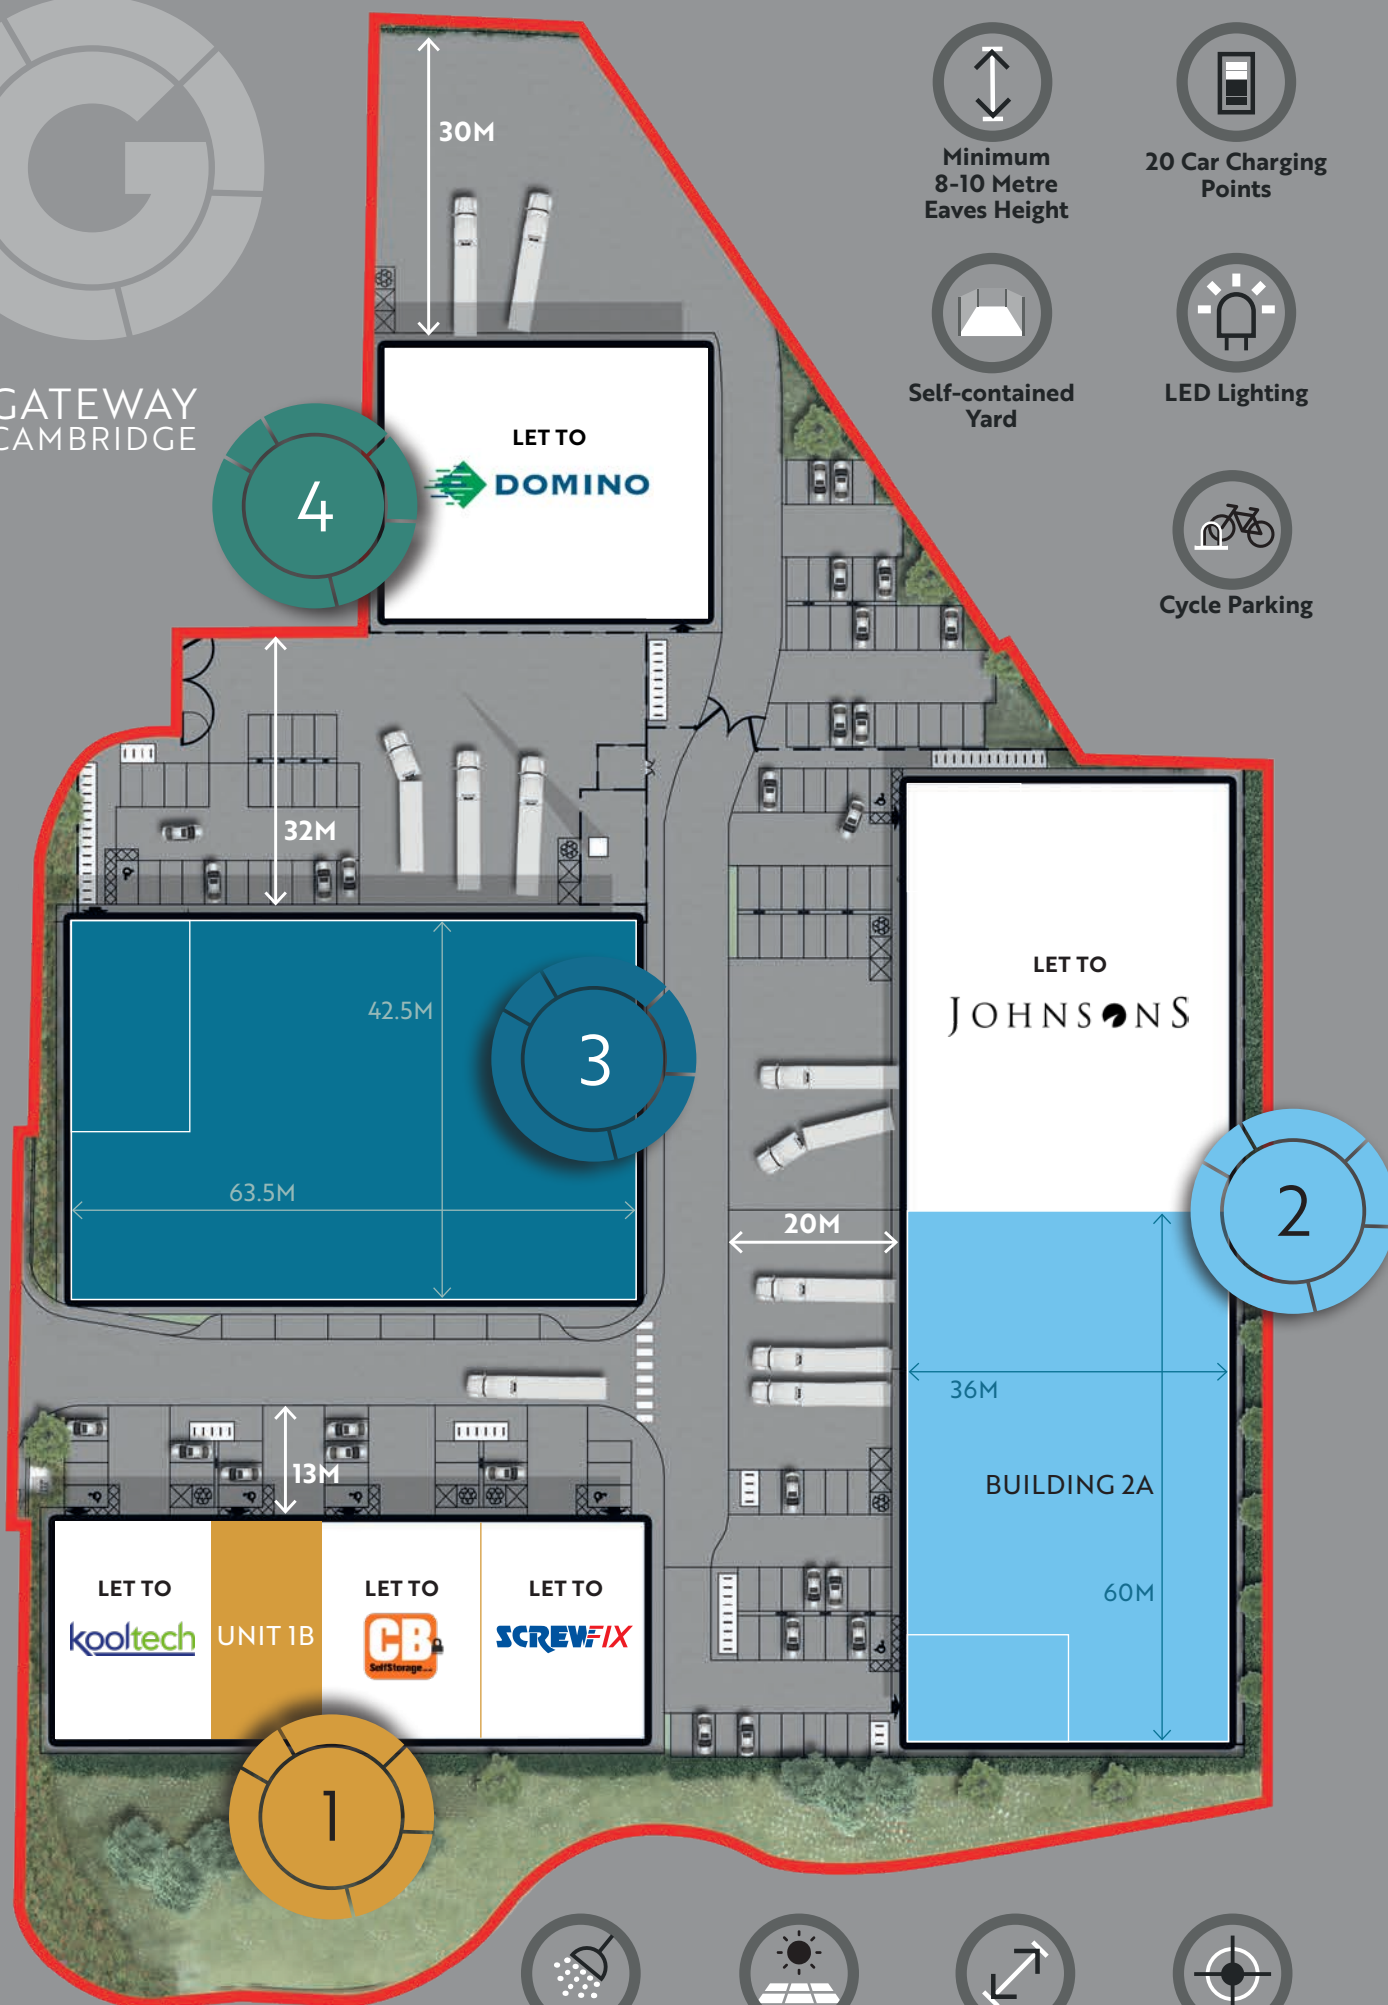 GATEWAY
CAMBRIDGE
Minimum
8-10 Metre
Eaves Height
20 Car Charging
Points
Self-contained
Yard
LED Lighting
Cycle Parking
30M
LET TO
DOMINO
4
32M
42.5M
3
63.5M
LET TO
JOHNSONS
2
20M
36M
BUILDING 2A
60M
13M
LET TO
kooltech
UNIT 1B
LET TO
CB
SelfStorage
LET TO
SCREWFIX
1